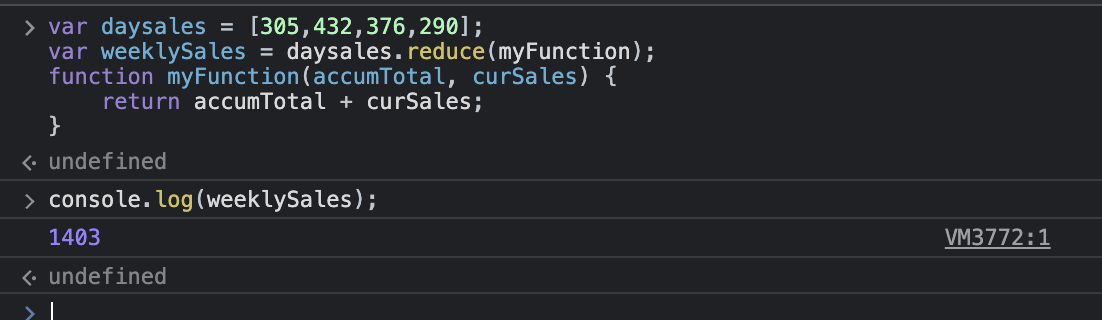 var daysales = [305,432,376,290];
var weeklySales = daysales.reduce(myFunction);
function myFunction(accumTotal, curSales) {
    return accumTotal + curSales;
}
undefined
console.log(weeklySales);
1403 VM3772:1
undefined